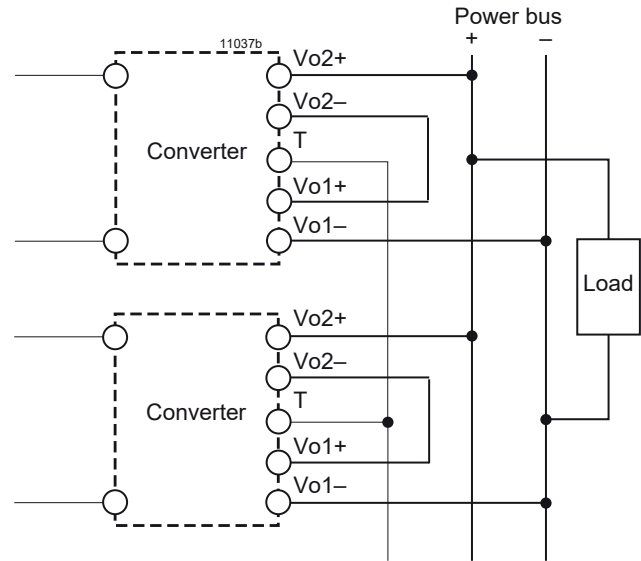 Power bus
+ –
11037b
Vo2+
Vo2–
T
Converter
Vo1+
Vo1–
Load
Vo2+
Vo2–
T
Converter
Vo1+
Vo1–